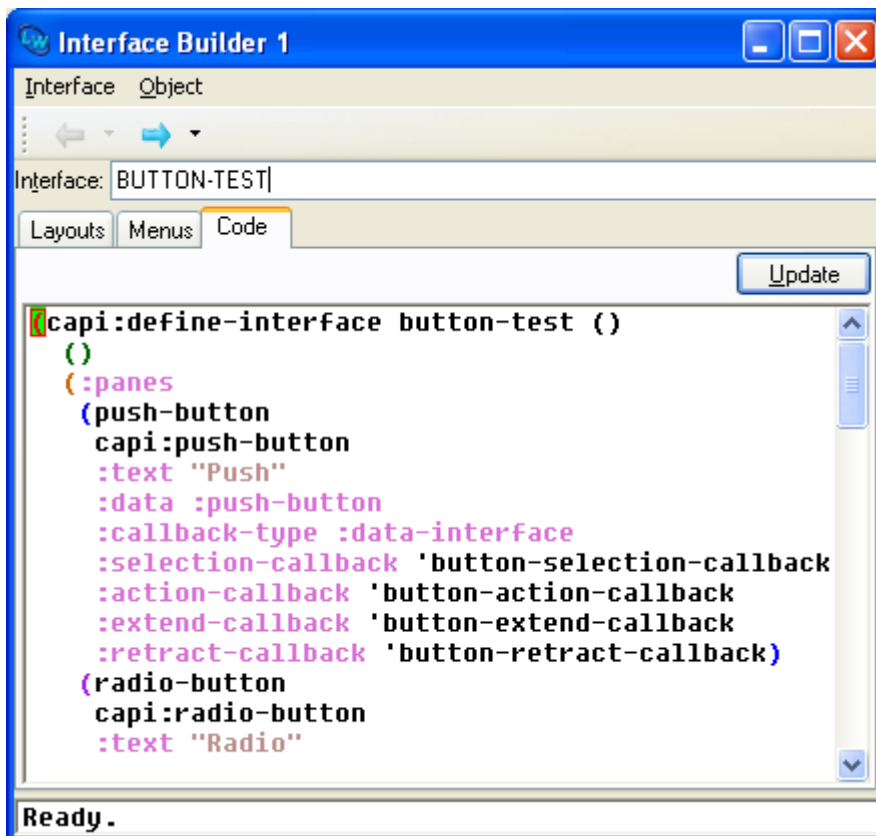 LW Interface Builder 1
Interface Object
Interface: BUTTON-TEST
Layouts Menus Code
Update
(capi:define-interface button-test ()
()
(:panes
(push-button
capi:push-button
:text "Push"
:data :push-button
:callback-type :data-interface
:selection-callback 'button-selection-callback
:action-callback 'button-action-callback
:extend-callback 'button-extend-callback
:retract-callback 'button-retract-callback)
(radio-button
capi:radio-button
:text "Radio"
Ready.